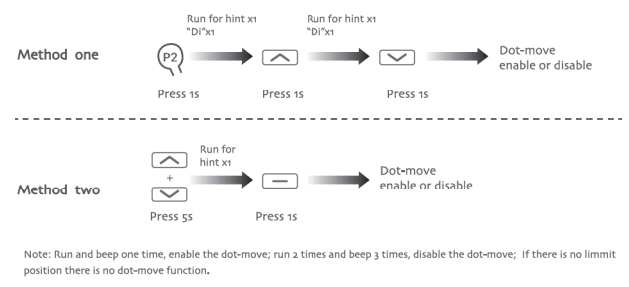 Run for hint x1
"Di"x1
Run for hint x1
"Di"x1
Method one
P2
Dot-move
enable or disable
Press 1s
Press 1s
Press 1s
Run for
hint x1
+
Method two
Dot-move
enable or disable
Press 5s
Press 1s
Note: Run and beep one time, enable the dot-move; run 2 times and beep 3 times, disable the dot-move; If there is no limmit
position there is no dot-move function.